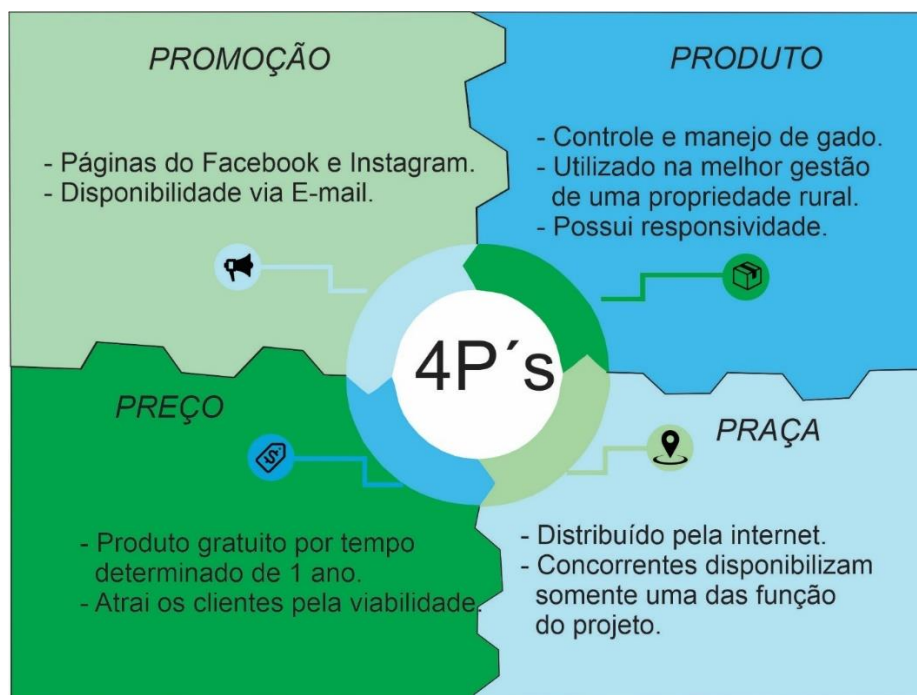 PROMOÇÃO
- Páginas do Facebook e Instagram.
- Disponibilidade via E-mail.
PRODUTO
- Controle e manejo de gado.
- Utilizado na melhor gestão
de uma propriedade rural.
- Possui responsividade.
4P´s
PREÇO
- Produto gratuito por tempo
determinado de 1 ano.
- Atrai os clientes pela viabilidade.
PRAÇA
- Distribuído pela internet.
- Concorrentes disponibilizam
somente uma das função
do projeto.